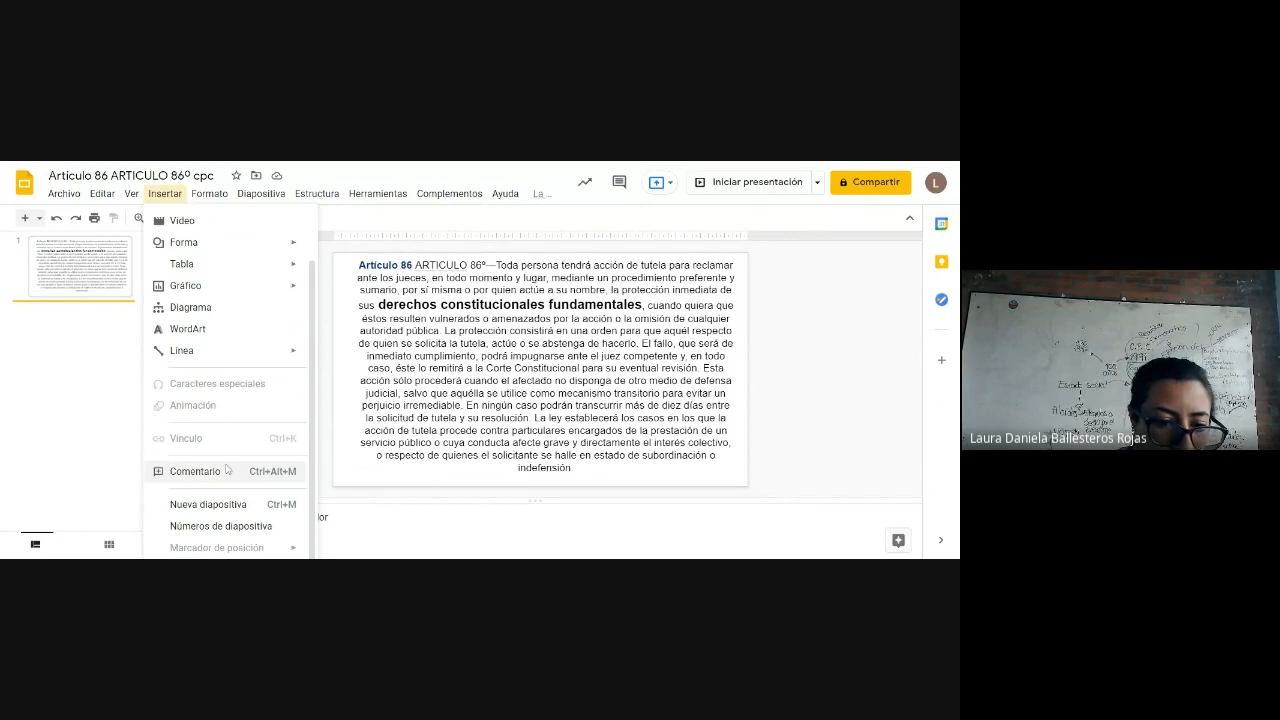 Artículo 86 ARTICULO 86º cpc
Archivo Editar Ver Insertar Formato Diapositiva Estructura Herramientas Complementos Ayuda La ...
Iniciar presentación
Compartir
L
Video
Forma
Tabla
Gráfico
Diagrama
WordArt
Línea
Caracteres especiales
Animación
Vínculo Ctrl+K
Comentario Ctrl+Alt+M
Nueva diapositiva Ctrl+M
Números de diapositiva
Marcador de posición
1
Artículo 86 ARTICULO 86º—Toda persona tendrá acción de tutela para reclamar
ante los jueces, en todo momento y lugar, mediante un procedimiento preferente y
sumario, por sí misma o por quien actúe a su nombre, la protección inmediata de
sus derechos constitucionales fundamentales, cuando quiera que
éstos resulten vulnerados o amenazados por la acción o la omisión de cualquier
autoridad pública. La protección consistirá en una orden para que aquél respecto
de quien se solicita la tutela, actúe o se abstenga de hacerlo. El fallo, que será de
inmediato cumplimiento, podrá impugnarse ante el juez competente y, en todo
caso, éste lo remitirá a la Corte Constitucional para su eventual revisión. Esta
acción sólo procederá cuando el afectado no disponga de otro medio de defensa
judicial, salvo que aquélla se utilice como mecanismo transitorio para evitar un
perjuicio irremediable. En ningún caso podrán transcurrir más de diez días entre
la solicitud de tutela y su resolución. La ley establecerá los casos en los que la
acción de tutela procede contra particulares encargados de la prestación de un
servicio público o cuya conducta afecte grave y directamente el interés colectivo,
o respecto de quienes el solicitante se halle en estado de subordinación o
indefensión.
dor
1991
Laura Daniela Ballesteros Rojas